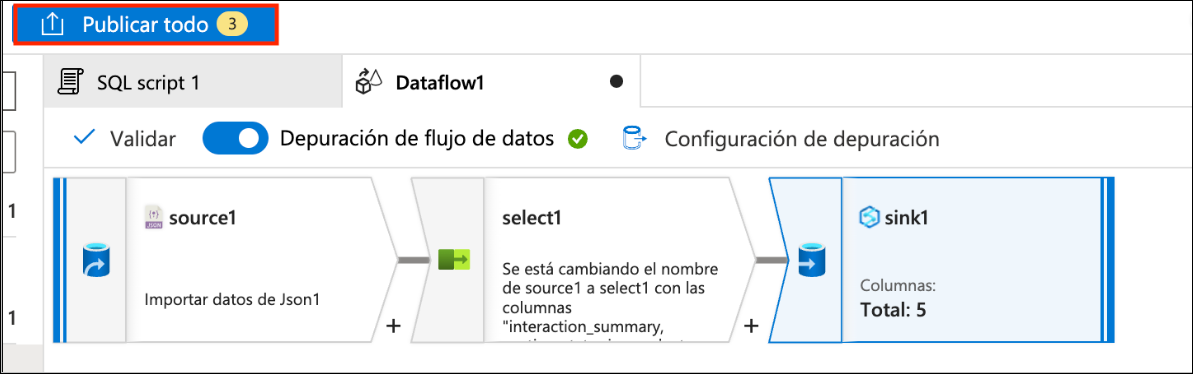 Publicar todo 3
SQL script 1
Dataflow1
Validar
Depuración de flujo de datos
Configuración de depuración
1
1
source1
JSON
Importar datos de Json1
+
select1
Se está cambiando el nombre
de source1 a select1 con las
columnas
"interaction_summary,
+
sink1
Columnas:
Total: 5